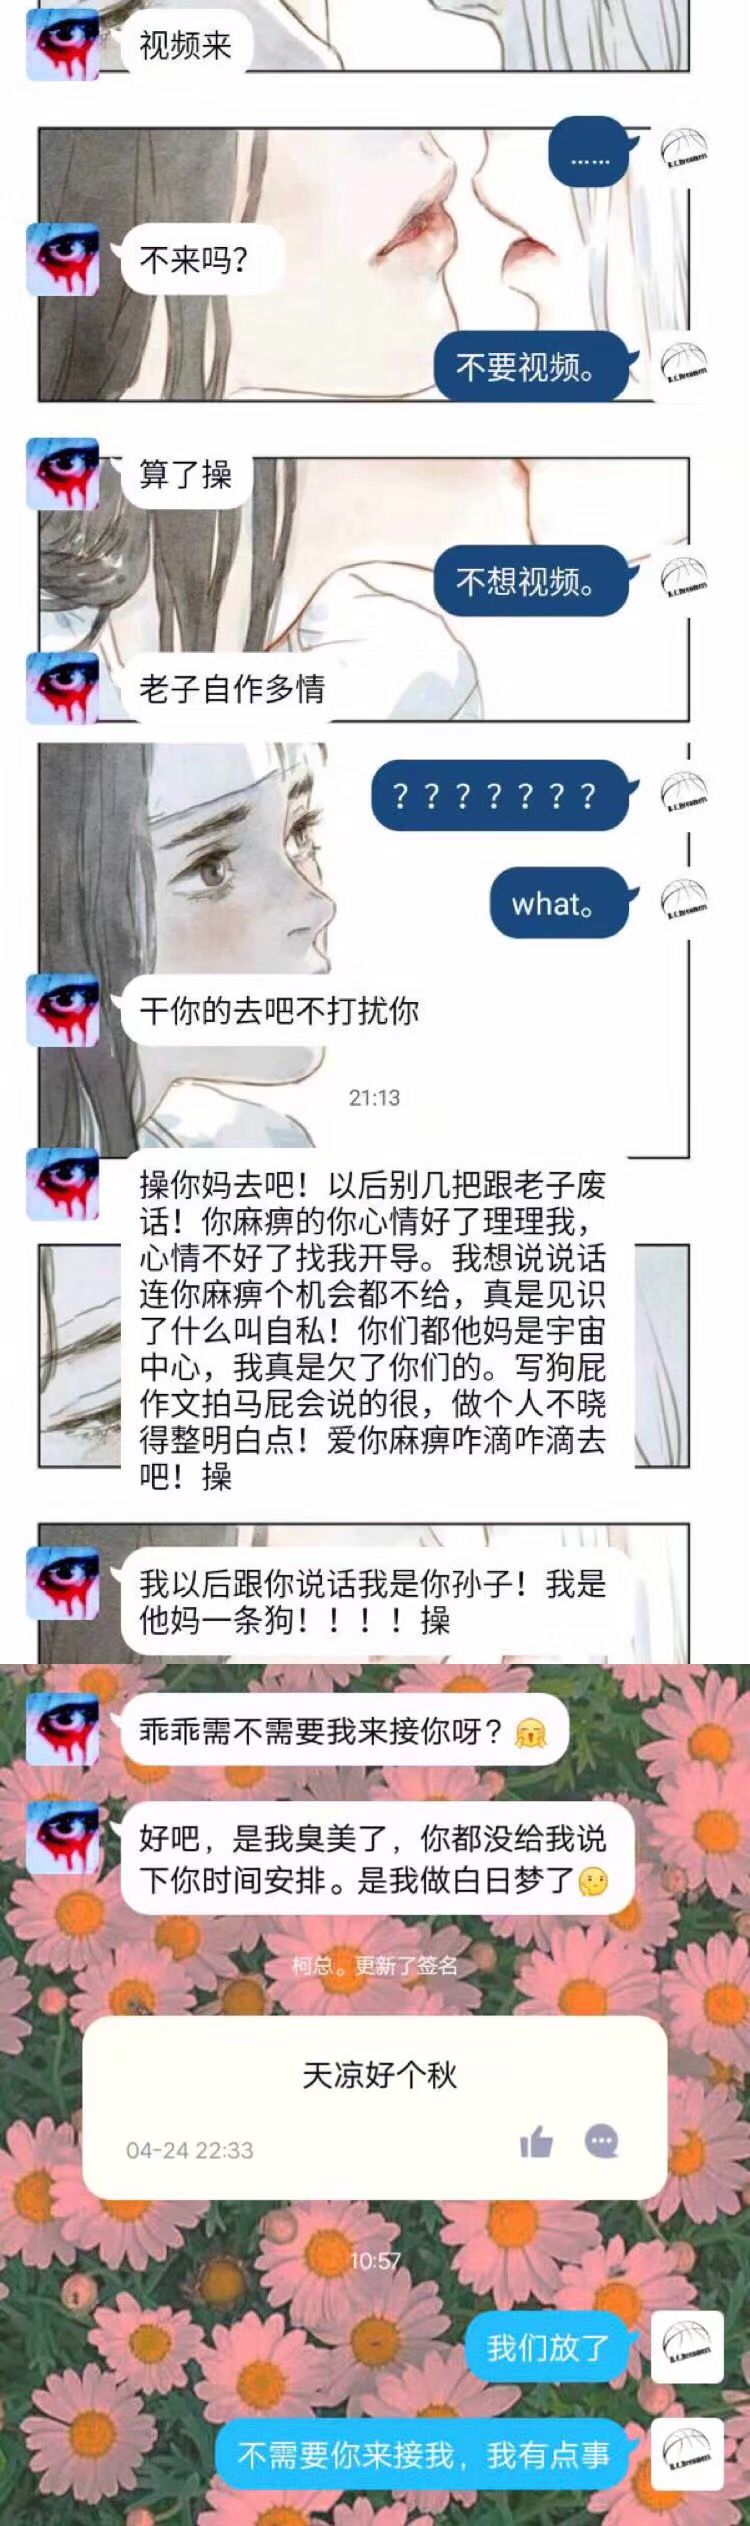 视频来
……
R.C.Dreamers
不来吗？
不要视频。
R.C.Dreamers
算了操
不想视频。
R.C.Dreamers
老子自作多情
？？？？？？？
R.C.Dreamers
what。
R.C.Dreamers
干你的去吧不打扰你
21:13
操你妈去吧！以后别几把跟老子废
话！你麻痹的你心情好了理理我，
心情不好了找我开导。我想说说话
连你麻痹个机会都不给，真是见识
了什么叫自私！你们都他妈是宇宙
中心，我真是欠了你们的。写狗屁
作文拍马屁会说的很，做个人不晓
得整明白点！爱你麻痹咋滴咋滴去
吧！操
我以后跟你说话我是你孙子！我是
他妈一条狗！！！！操
乖乖需不需要我来接你呀？
好吧，是我臭美了，你都没给我说
下你时间安排。是我做白日梦了
柯总。更新了签名
天凉好个秋
04-24 22:33
10:57
我们放了
R.C.Dreamers
不需要你来接我，我有点事
R.C.Dreamers